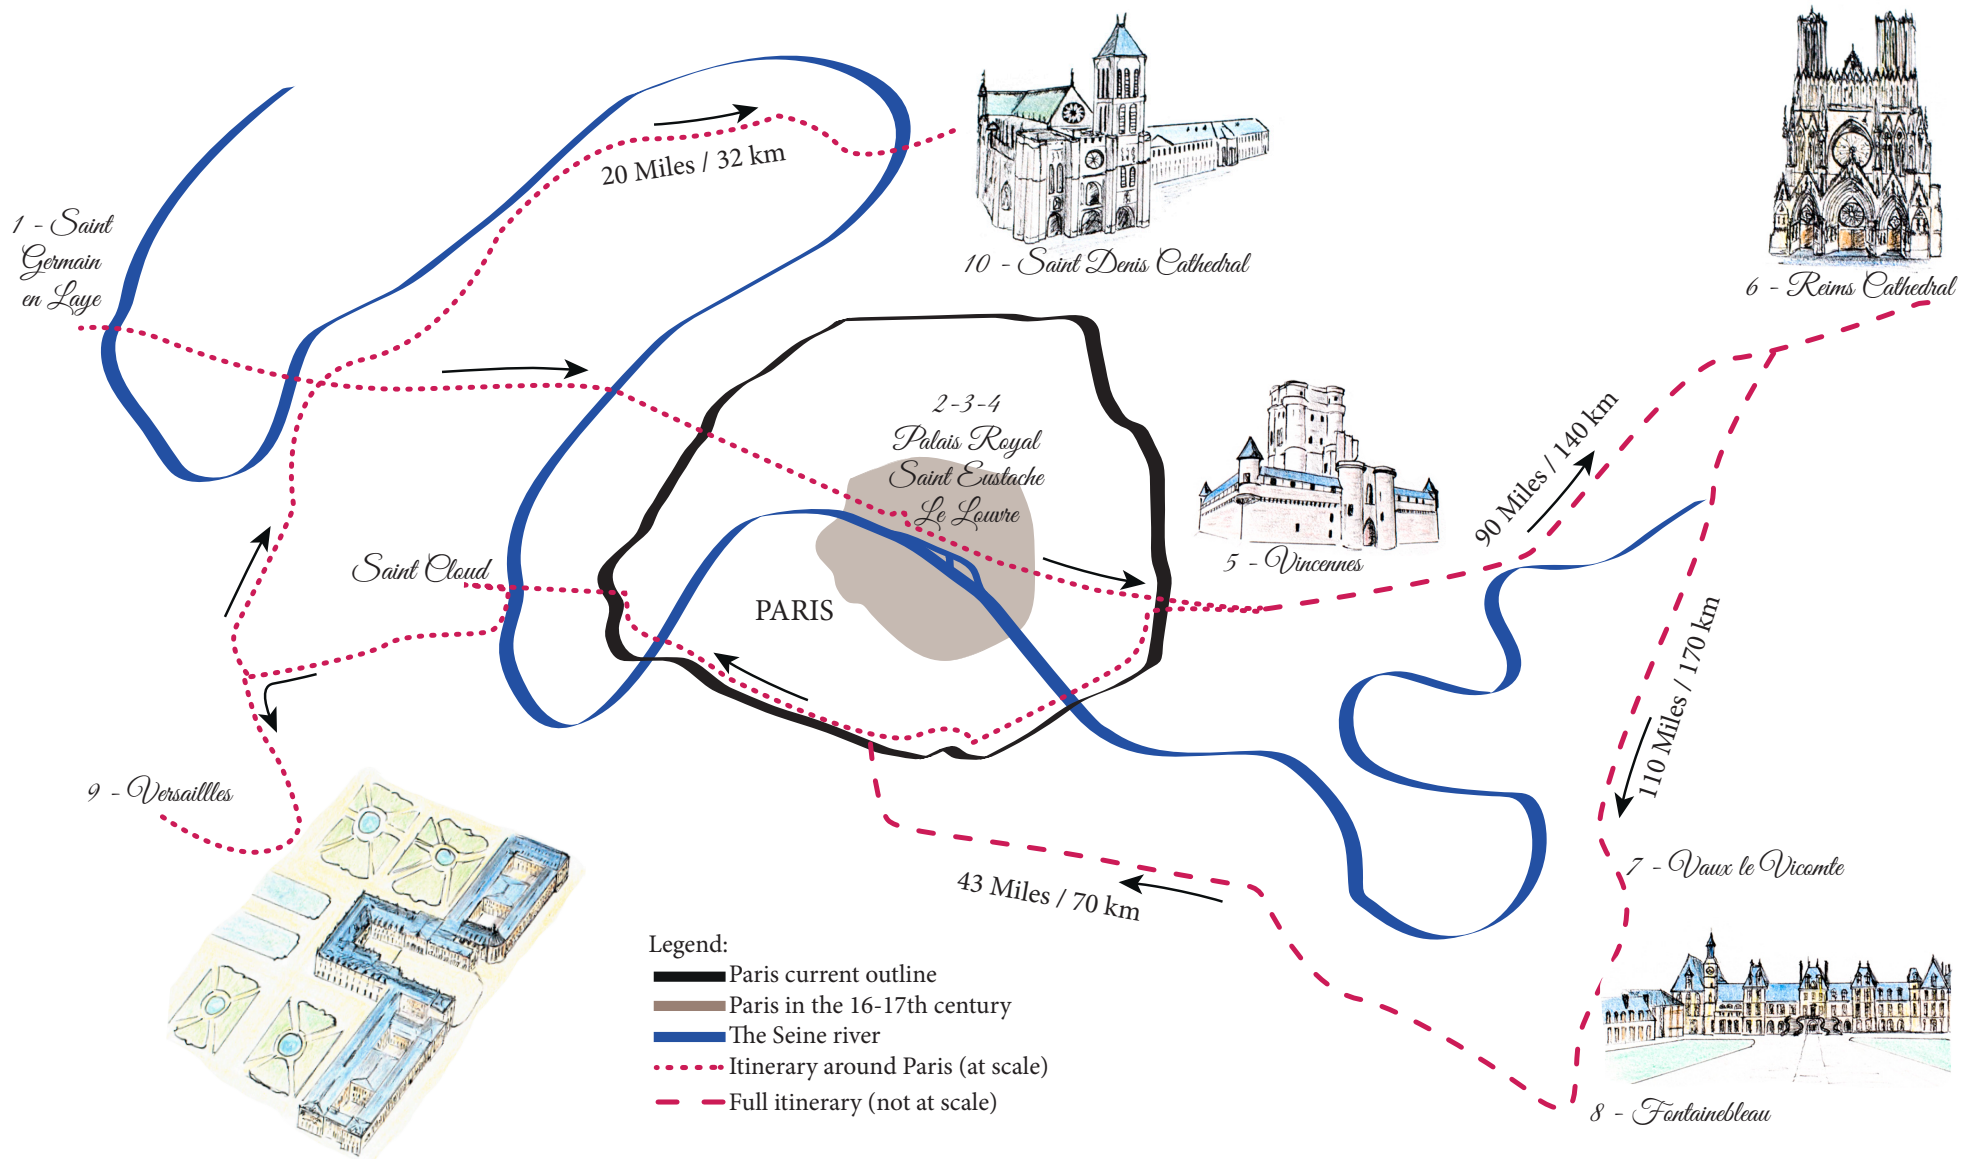 1 - Saint
Germain
en Laye
20 Miles / 32 km
10 - Saint Denis Cathedral
6 - Reims Cathedral
2-3-4
Palais Royal
Saint Eustache
Le Louvre
5 - Vincennes
90 Miles / 140 km
Saint Cloud
PARIS
110 Miles / 170 km
9 - Versaillles
7 - Vaux le Vicomte
43 Miles / 70 km
8 - Fontainebleau
Legend:
Paris current outline
Paris in the 16-17th century
The Seine river
Itinerary around Paris (at scale)
Full itinerary (not at scale)